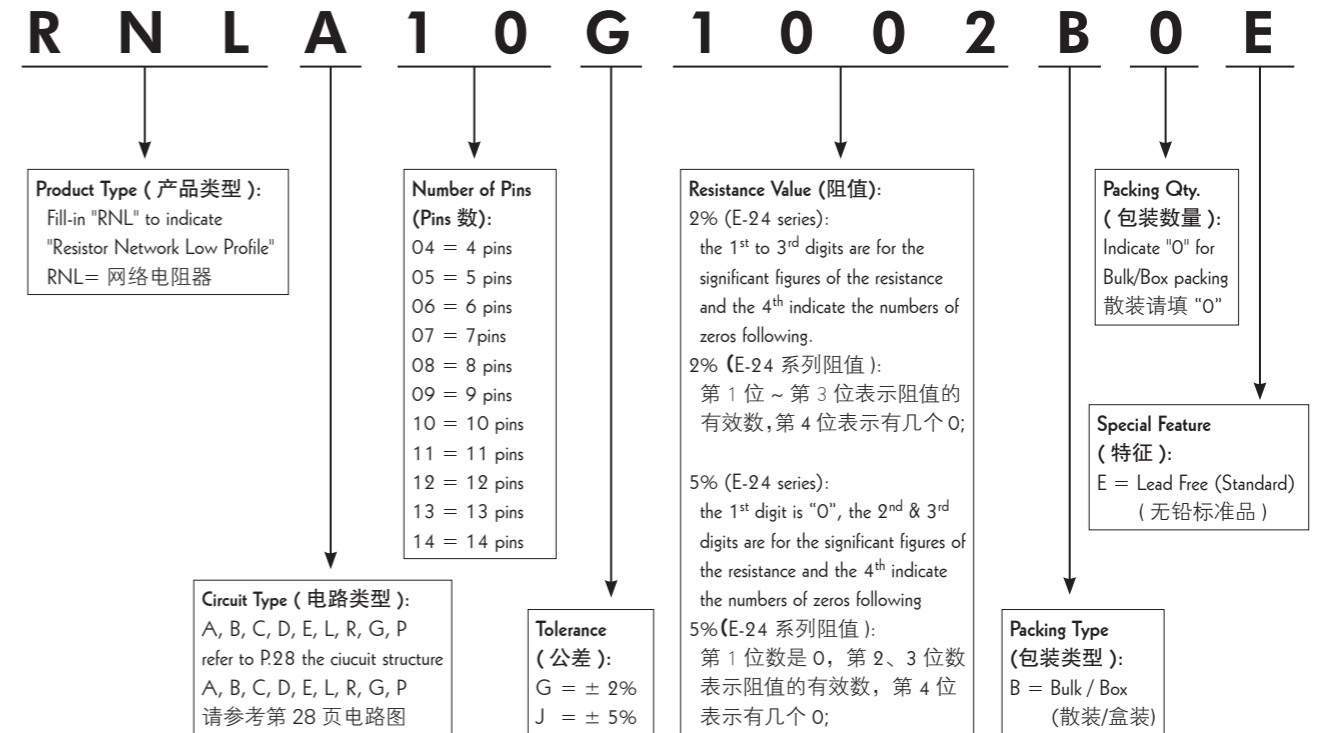 R N L A 1 0 G 1 0 0 2 B 0 E
Product Type ( 产品类型 ):
Fill-in "RNL" to indicate
"Resistor Network Low Profile"
RNL= 网络电阻器
Circuit Type ( 电路类型 ):
A, B, C, D, E, L, R, G, P
refer to P.28 the ciucuit structure
A, B, C, D, E, L, R, G, P
请参考第 28 页电路图
Number of Pins
(Pins 数):
04 = 4 pins
05 = 5 pins
06 = 6 pins
07 = 7pins
08 = 8 pins
09 = 9 pins
10 = 10 pins
11 = 11 pins
12 = 12 pins
13 = 13 pins
14 = 14 pins
Tolerance
( 公差 ):
G = ± 2%
J = ± 5%
Resistance Value (阻值):
2% (E-24 series):
the 1st to 3rd digits are for the
significant figures of the resistance
and the 4th indicate the numbers of
zeros following.
2% (E-24 系列阻值 ):
第 1 位 ~ 第 3 位表示阻值的
有效数,第 4 位表示有几个 0;
5% (E-24 series):
the 1st digit is “0”, the 2nd & 3rd
digits are for the significant figures of
the resistance and the 4th indicate
the numbers of zeros following
5%(E-24 系列阻值 ):
第 1 位数是 0，第 2、3 位数
表示阻值的有效数，第 4 位
表示有几个 0;
Packing Type
(包装类型 ):
B = Bulk / Box
(散装/盒装)
Packing Qty.
( 包装数量 ):
Indicate "0" for
Bulk/Box packing
散装请填 “0”
Special Feature
( 特征 ):
E = Lead Free (Standard)
( 无铅标准品 )